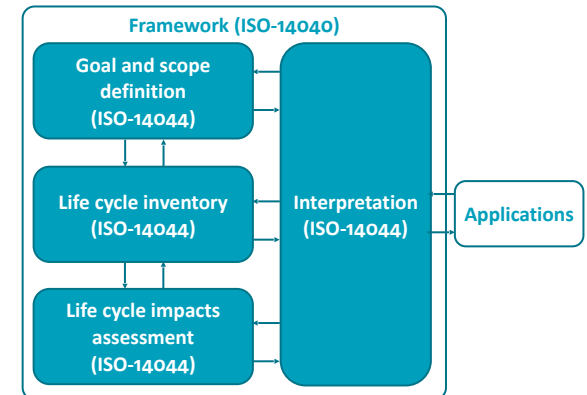 Framework (ISO-14040)
Goal and scope
definition
(ISO-14044)
Life cycle inventory
(ISO-14044)
Life cycle impacts
assessment
(ISO-14044)
Interpretation
(ISO-14044)
Applications